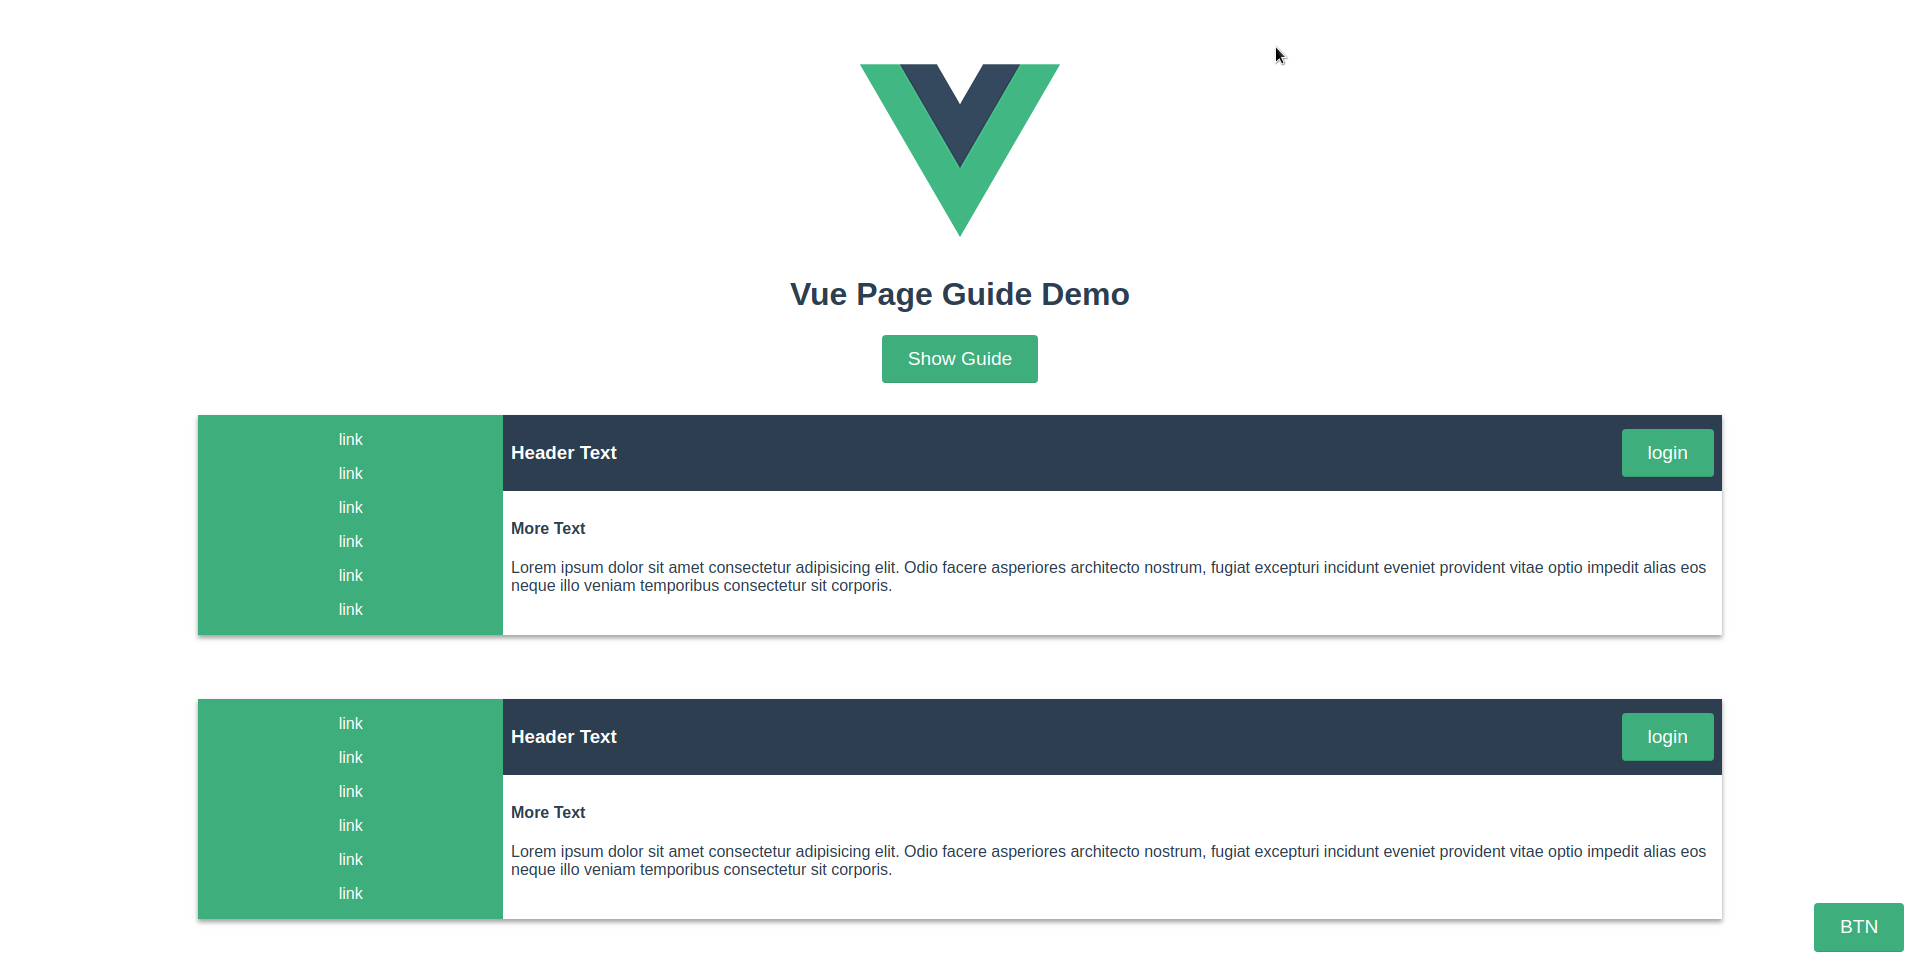 Vue Page Guide Demo
Show Guide
link
link
link
link
link
link
Header Text
login
More Text
Lorem ipsum dolor sit amet consectetur adipisicing elit. Odio facere asperiores architecto nostrum, fugiat excepturi incidunt eveniet provident vitae optio impedit alias eos
neque illo veniam temporibus consectetur sit corporis.
link
link
link
link
link
link
Header Text
login
More Text
Lorem ipsum dolor sit amet consectetur adipisicing elit. Odio facere asperiores architecto nostrum, fugiat excepturi incidunt eveniet provident vitae optio impedit alias eos
neque illo veniam temporibus consectetur sit corporis.
BTN